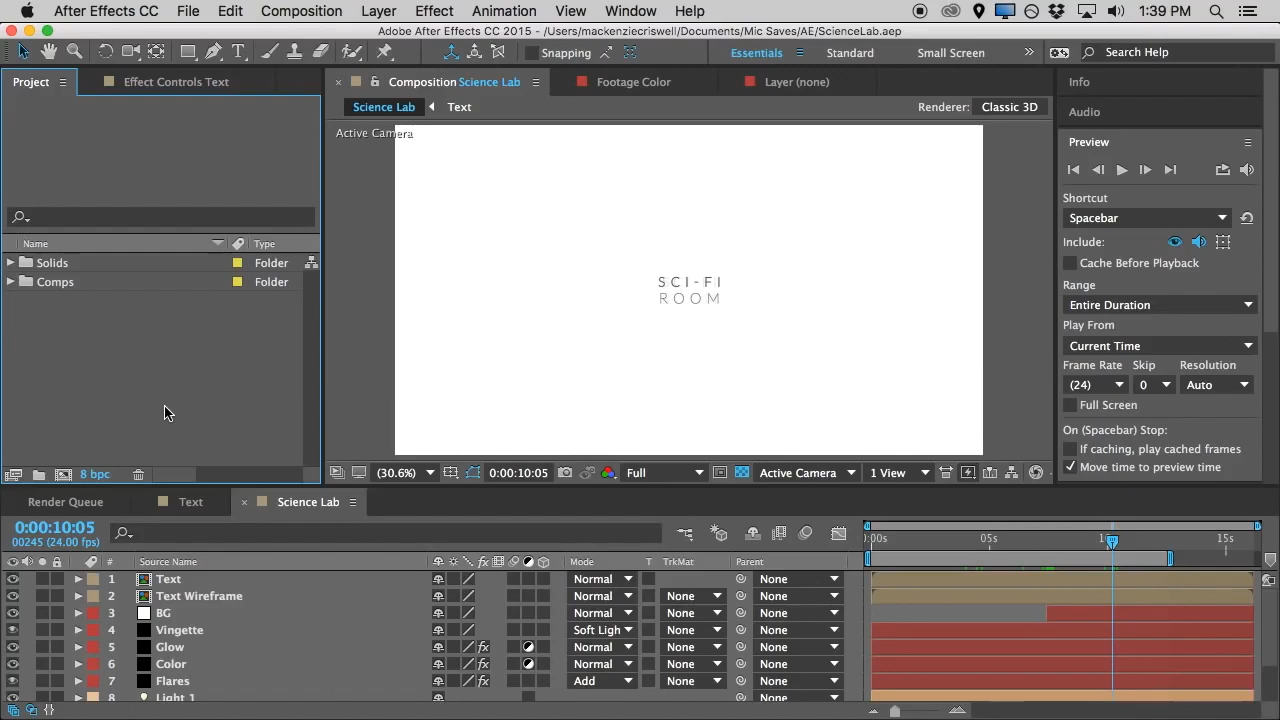 After Effects CC File Edit Composition Layer Effect Animation View Window Help 1:39 PM
Adobe After Effects CC 2015 - /Users/mackenziecriswell/Documents/Mic Saves/AE/ScienceLab.aep
T Snapping Essentials Standard Small Screen » Search Help
Project Effect Controls Text × Composition Science Lab Footage Color Layer (none) Info
Science Lab Text Renderer: Classic 3D Audio
Active Camera
Preview
Shortcut
Spacebar
Name Type Include:
Solids Folder Cache Before Playback
Comps Folder
SCI-FI
ROOM
Range
Entire Duration
Play From
Current Time
Frame Rate Skip Resolution
(24) 0 Auto
Full Screen
On (Spacebar) Stop:
If caching, play cached frames
Move time to preview time
8 bpc (30.6%) 0:00:10:05 Full Active Camera 1 View
Render Queue Text × Science Lab
0:00:10:05
00245 (24.00 fps) :00s 05s 10s 15s
# Source Name fx Mode T TrkMat Parent
1 Text Normal None
2 Text Wireframe Normal None None
3 BG Normal None None
4 Vingette Soft Ligh None None
5 Glow fx Normal None None
6 Color fx Normal None None
7 Flares fx Add None None
8 Light 1 None